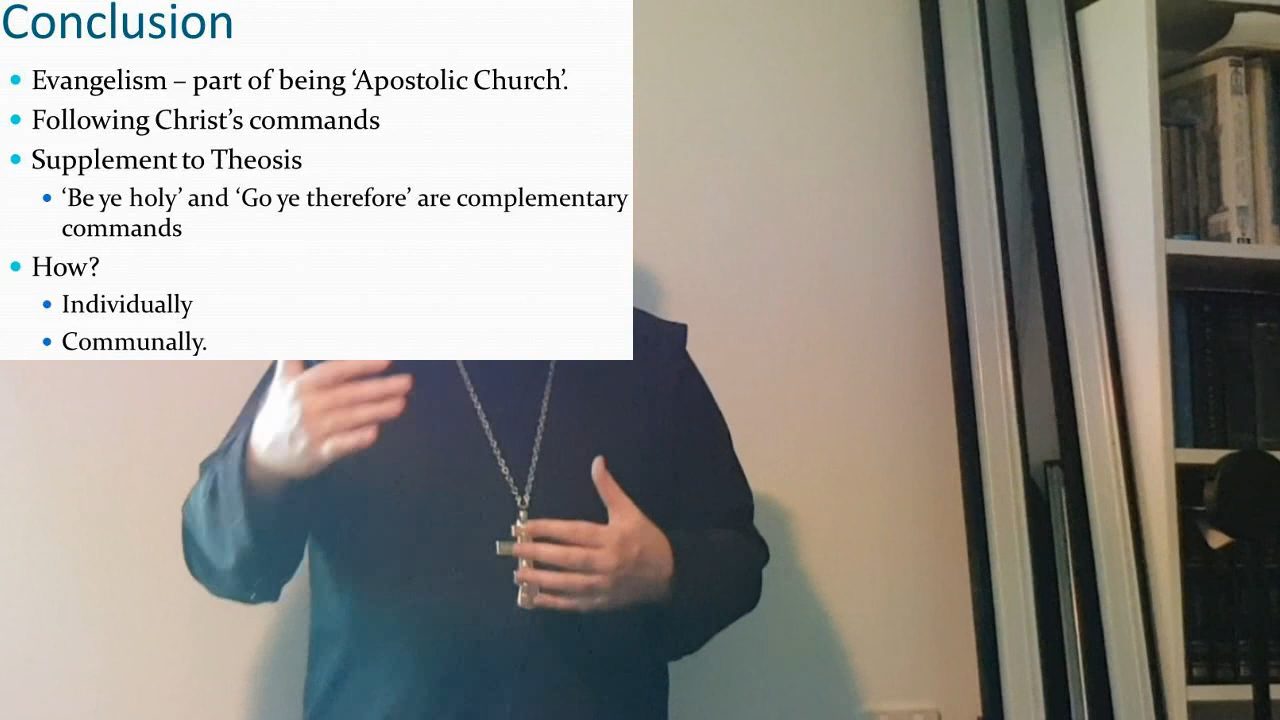 Conclusion
Evangelism – part of being ‘Apostolic Church’.
Following Christ’s commands
Supplement to Theosis
‘Be ye holy’ and ‘Go ye therefore’ are complementary
commands
How?
Individually
Communally.